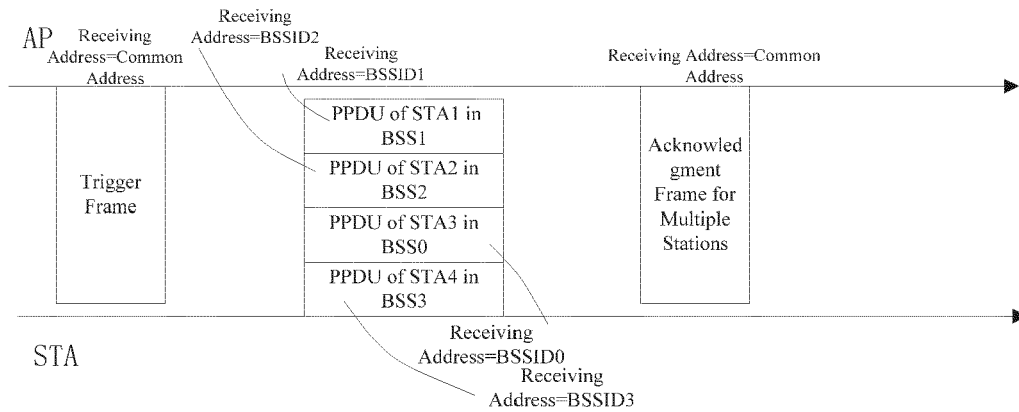 AP
Receiving
Address=Common
Address
Receiving
Address=BSSID2
Receiving
Address=BSSID1
Receiving Address=Common
Address
Trigger
Frame
PPDU of STA1 in
BSS1
PPDU of STA2 in
BSS2
PPDU of STA3 in
BSS0
PPDU of STA4 in
BSS3
Acknowled
gment
Frame for
Multiple
Stations
Receiving
Address=BSSID0
Receiving
Address=BSSID3
STA